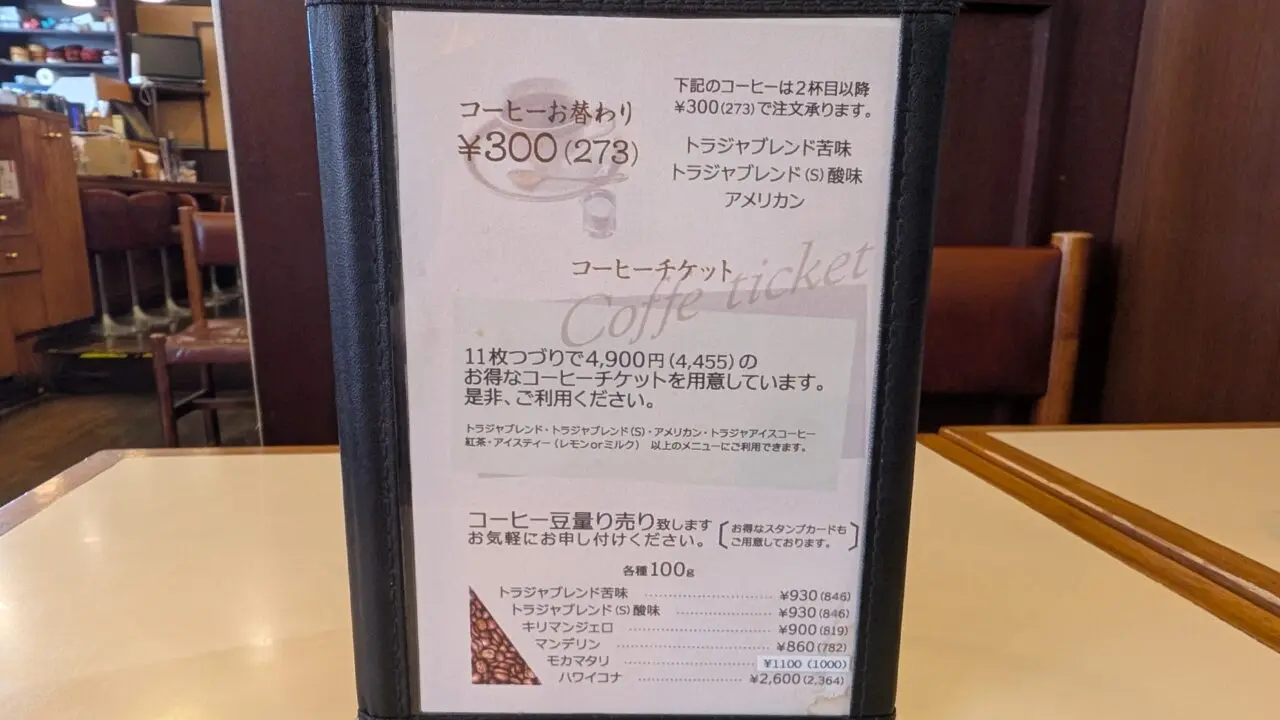 コーヒーお替わり
¥300(273)
下記のコーヒーは2杯目以降
¥300(273)で注文承ります。
トラジャブレンド苦味
トラジャブレンド(S)酸味
アメリカン
コーヒーチケット
Coffe ticket
11枚つづりで4,900円(4,455)の
お得なコーヒーチケットを用意しています。
是非、ご利用ください。
トラジャブレンド・トラジャブレンド(S)・アメリカン・トラジャアイスコーヒー
紅茶・アイスティー(レモンorミルク) 以上のメニューにご利用できます。
コーヒー豆量り売り致します
お気軽にお申し付けください。
お得なスタンプカードも
ご用意しております。
各種100g
トラジャブレンド苦味 ¥930(846)
トラジャブレンド(S)酸味 ¥930(846)
キリマンジェロ ¥900(819)
マンデリン ¥860(782)
モカマタリ ¥1100(1000)
ハワイコナ ¥2,600(2,364)